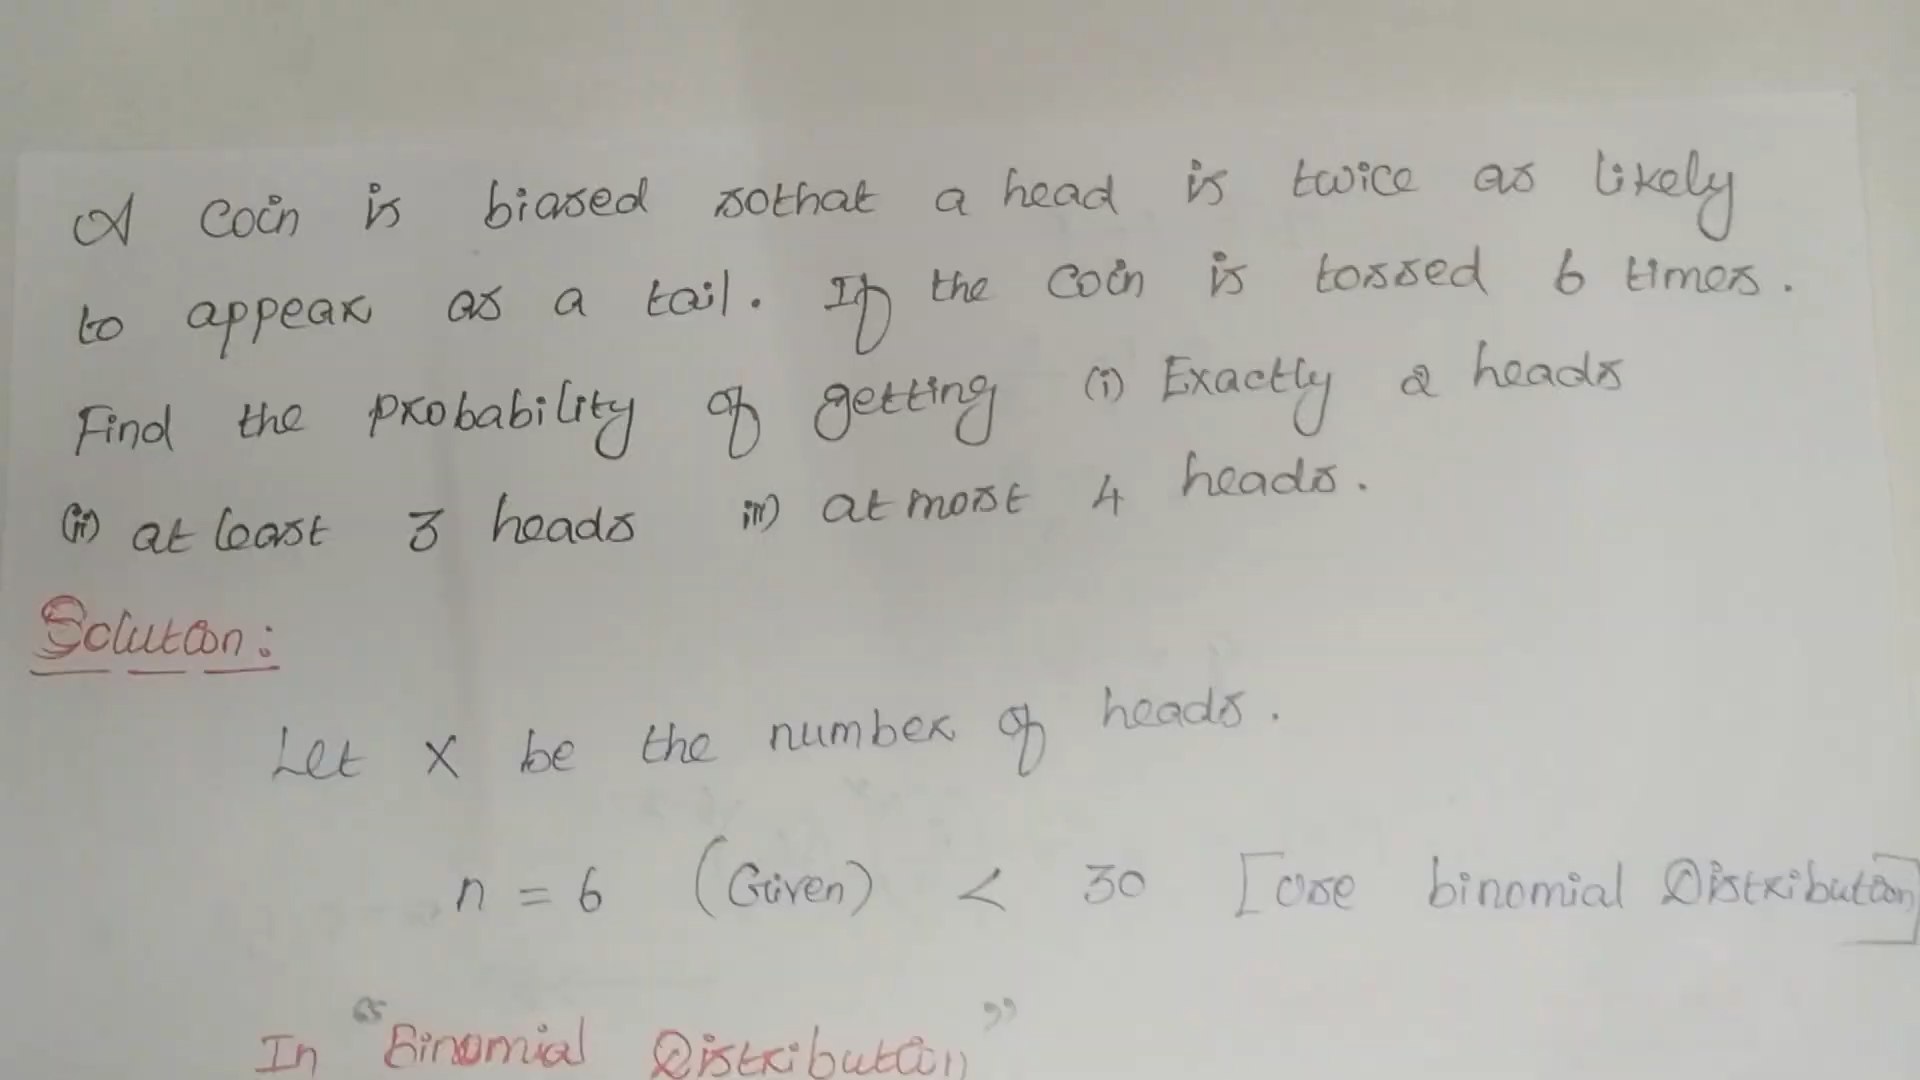 A coin is biased sothat a head is twice as likely
to appear as a tail. If the coin is tossed 6 times.
Find the probability of getting (i) Exactly 2 heads
(ii) at least 3 heads iii) at most 4 heads.
Solution:
Let X be the number of heads.
n = 6 (Given) < 30 [use binomial Distribution]
In "Binomial Distribution"